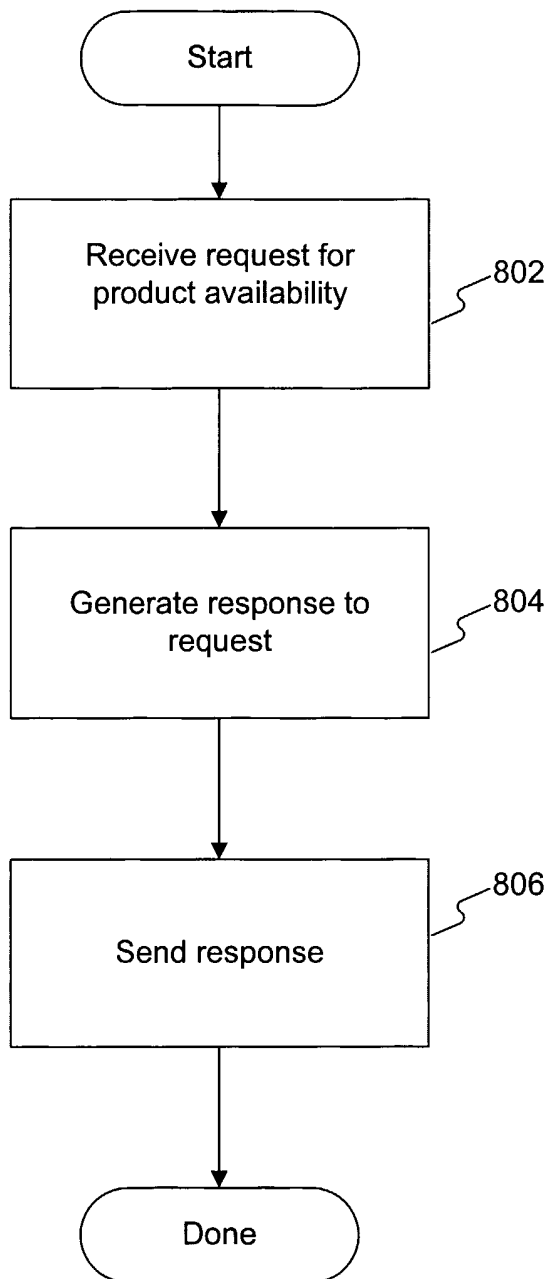 Start
Receive request for
product availability
802
Generate response to
request
804
Send response
806
Done